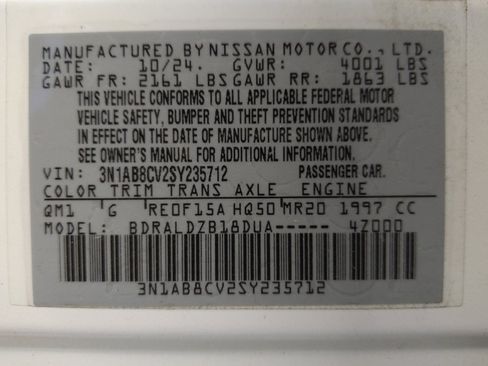 MANUFACTURED BY NISSAN MOTOR CO., LTD.
DATE: 10/24. GVWR: 4001 LBS
GAWR FR: 2161 LBS GAWR RR: 1863 LBS
THIS VEHICLE CONFORMS TO ALL APPLICABLE FEDERAL MOTOR
VEHICLE SAFETY, BUMPER AND THEFT PREVENTION STANDARDS
IN EFFECT ON THE DATE OF MANUFACTURE SHOWN ABOVE.
SEE OWNER'S MANUAL FOR ADDITIONAL INFORMATION.
VIN: 3N1AB8CV2SY235712 PASSENGER CAR.
COLOR TRIM TRANS AXLE ENGINE
QM1 G RE0F15A HQ50 MR20 1997 CC
MODEL: BDRALDZB18DUA----- 4Z000
3N1AB8CV2SY235712